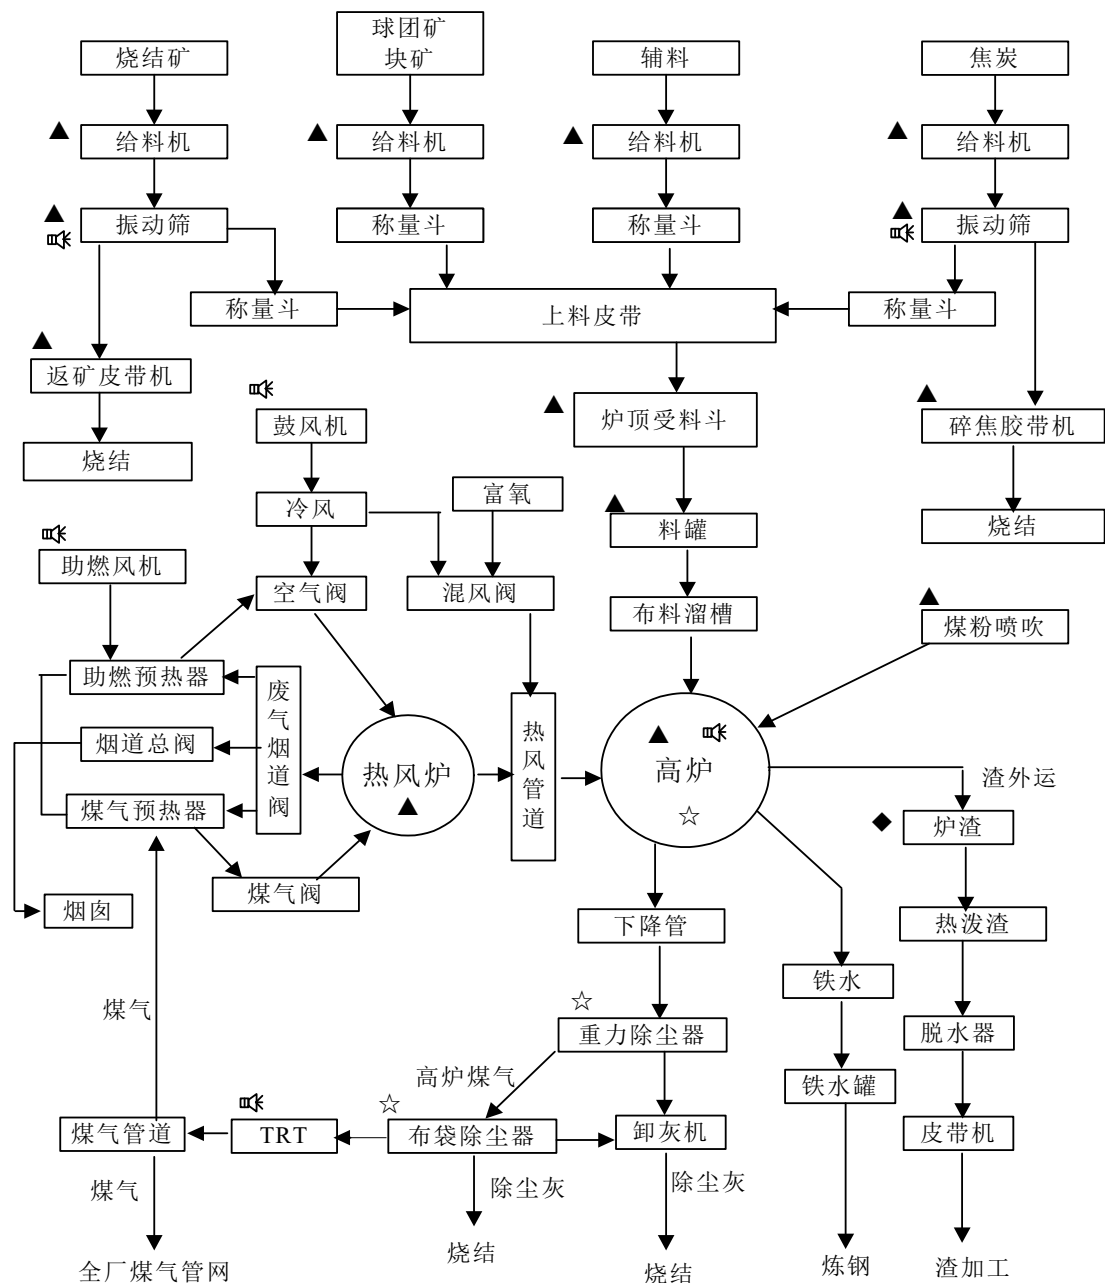 烧结矿
球团矿
块矿
辅料
焦炭
给料机
给料机
给料机
给料机
振动筛
称量斗
称量斗
振动筛
称量斗
上料皮带
称量斗
返矿皮带机
烧结
鼓风机
炉顶受料斗
碎焦胶带机
烧结
冷风
富氧
料罐
助燃风机
空气阀
混风阀
布料溜槽
煤粉喷吹
助燃预热器
废气烟道阀
烟道总阀
煤气预热器
热风炉
热风管道
高炉
渣外运
炉渣
煤气阀
烟囱
下降管
热泼渣
铁水
煤气
重力除尘器
脱水器
高炉煤气
铁水罐
煤气管道
TRT
布袋除尘器
卸灰机
皮带机
煤气
除尘灰
除尘灰
烧结
全厂煤气管网
烧结
炼钢
渣加工